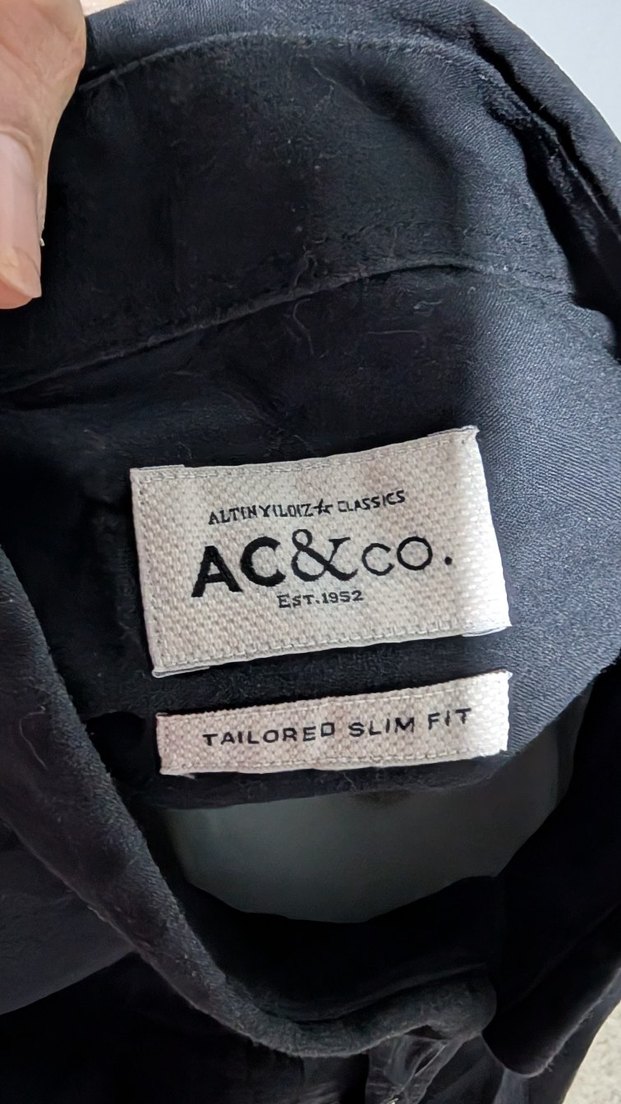 ALTINYILDIZ CLASSICS
AC&CO.
EST.1952
TAILORED SLIM FIT